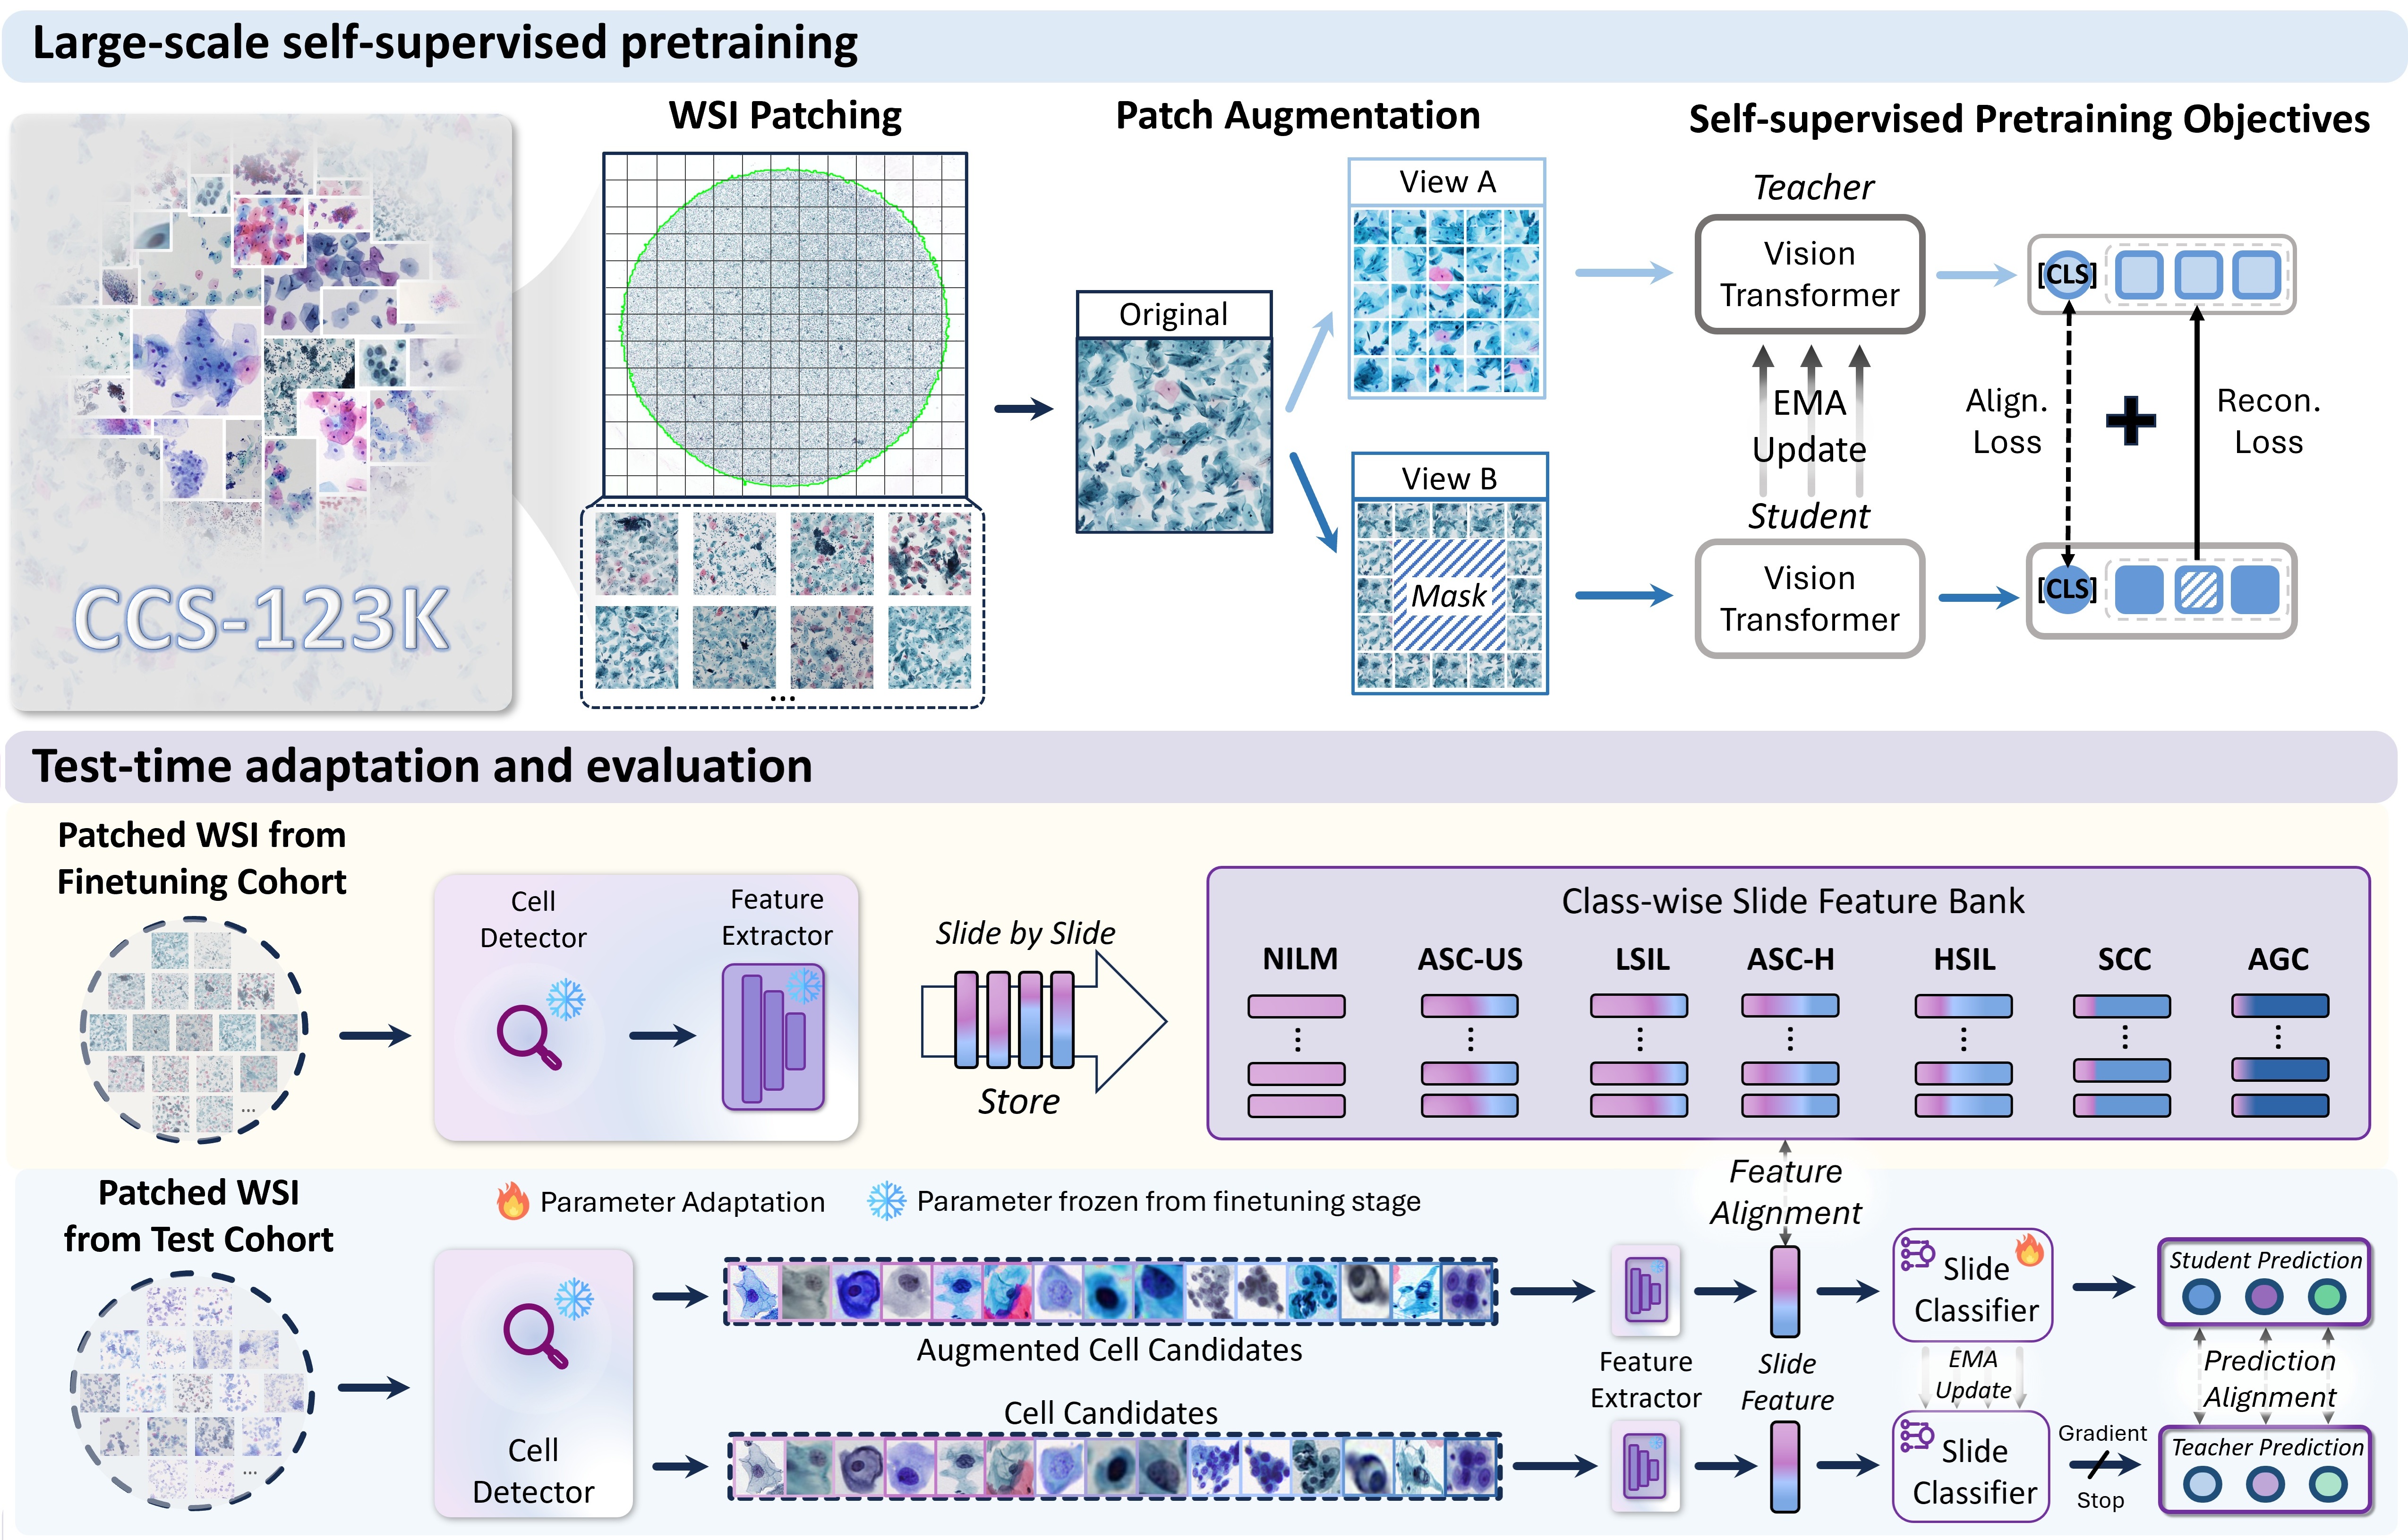 Large-scale self-supervised pretraining
CCS-123K
WSI Patching
...
Patch Augmentation
Original
View A
View B
Mask
Self-supervised Pretraining Objectives
Teacher
Vision
Transformer
EMA
Update
Student
Vision
Transformer
[CLS]
Align.
Loss
Recon.
Loss
[CLS]
Test-time adaptation and evaluation
Patched WSI from
Finetuning Cohort
...
Cell
Detector
Feature
Extractor
Slide by Slide
Store
Class-wise Slide Feature Bank
NILM
ASC-US
LSIL
ASC-H
HSIL
SCC
AGC
Patched WSI
from Test Cohort
...
Parameter Adaptation
Parameter frozen from finetuning stage
Cell
Detector
Augmented Cell Candidates
Cell Candidates
Feature
Extractor
Feature
Alignment
Slide
Feature
Slide
Classifier
EMA
Update
Slide
Classifier
Gradient
Stop
Student Prediction
Prediction
Alignment
Teacher Prediction